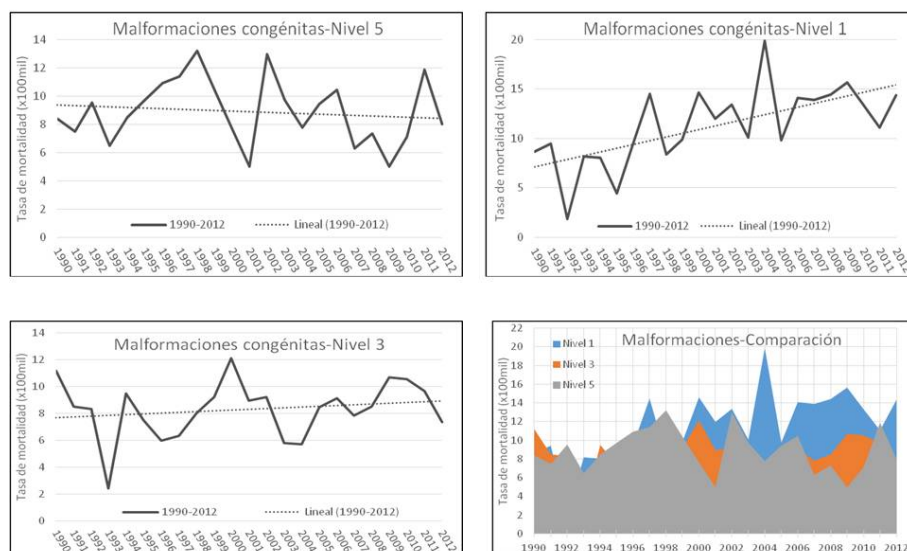 Malformaciones congénitas-Nivel 5
Tasa de mortalidad (x100mil)
14
12
10
8
6
4
2
0
1990-2012
Lineal (1990-2012)
1990 1991 1992 1993 1994 1995 1996 1997 1998 1999 2000 2001 2002 2003 2004 2005 2006 2007 2008 2009 2010 2011 2012
Malformaciones congénitas-Nivel 1
Tasa de mortalidad (x100mil)
20
15
10
5
0
1990-2012
Lineal (1990-2012)
1990 1991 1992 1993 1994 1995 1996 1997 1998 1999 2000 2001 2002 2003 2004 2005 2006 2007 2008 2009 2010 2011 2012
Malformaciones congénitas-Nivel 3
Tasa de mortalidad (x100mil)
14
12
10
8
6
4
2
0
1990-2012
Lineal (1990-2012)
1990 1991 1992 1993 1994 1995 1996 1997 1998 1999 2000 2001 2002 2003 2004 2005 2006 2007 2008 2009 2010 2011 2012
Malformaciones-Comparación
Tasa de mortalidad (x100mil)
22
20
18
16
14
12
10
8
6
4
2
0
Nivel 1
Nivel 3
Nivel 5
1990 1992 1994 1996 1998 2000 2002 2004 2006 2008 2010 2012